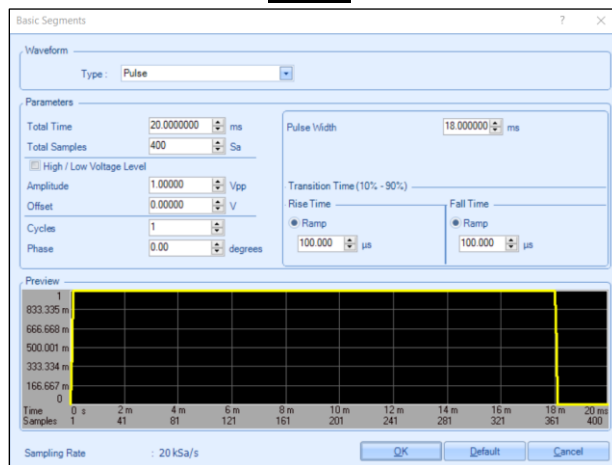 Basic Segments ? ×
Waveform
Type : Pulse
Parameters
Total Time 20.0000000 ms
Total Samples 400 Sa
High / Low Voltage Level
Amplitude 1.00000 Vpp
Offset 0.00000 V
Cycles 1
Phase 0.00 degrees
Pulse Width 18.000000 ms
Transition Time (10% - 90%)
Rise Time
Ramp
100.000 µs
Fall Time
Ramp
100.000 µs
Preview
1
833.335 m
666.668 m
500.001 m
333.334 m
166.667 m
0
Time 0 s 2 m 4 m 6 m 8 m 10 m 12 m 14 m 16 m 18 m 20 ms
Samples 1 41 81 121 161 201 241 281 321 361 400
Sampling Rate : 20 kSa/s
OK Default Cancel